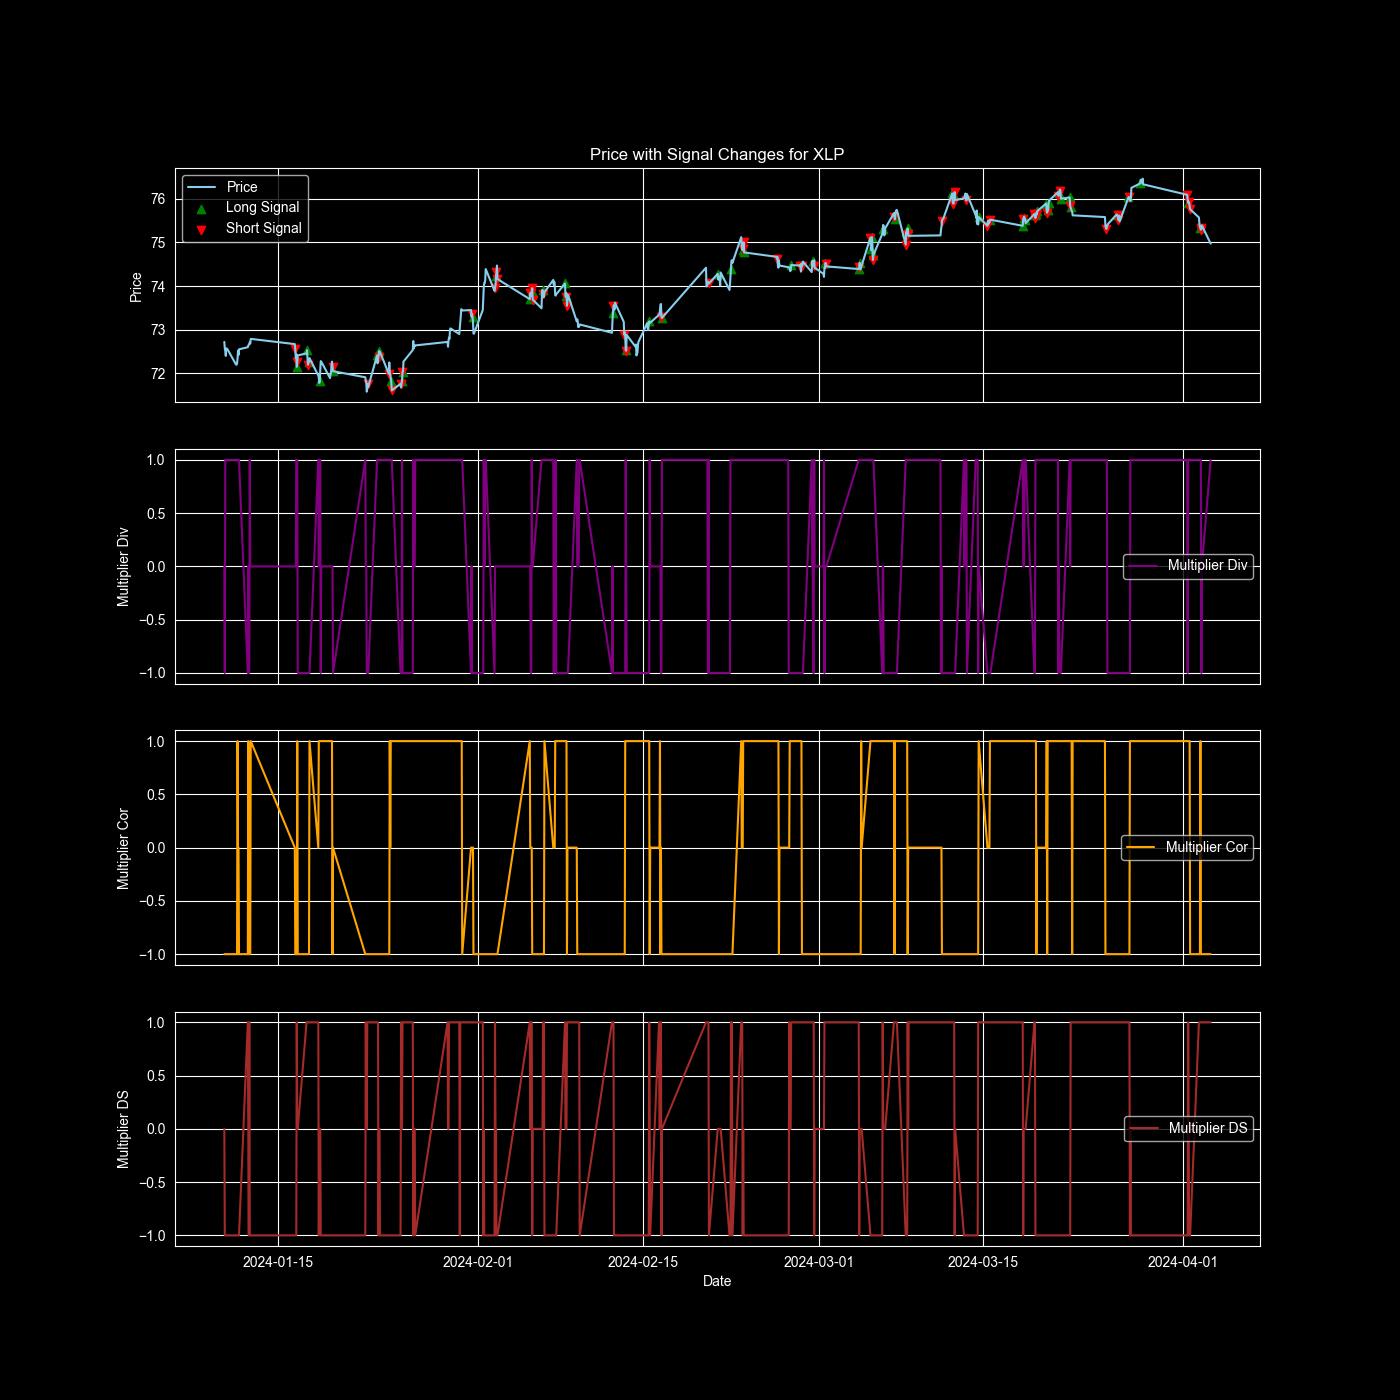 Price with Signal Changes for XLP
Price
Long Signal
Short Signal
76
75
74
73
72
Price
1.0
0.5
0.0
−0.5
−1.0
Multiplier Div
Multiplier Div
1.0
0.5
0.0
−0.5
−1.0
Multiplier Cor
Multiplier Cor
1.0
0.5
0.0
−0.5
−1.0
Multiplier DS
Multiplier DS
2024-01-15 2024-02-01 2024-02-15 2024-03-01 2024-03-15 2024-04-01
Date